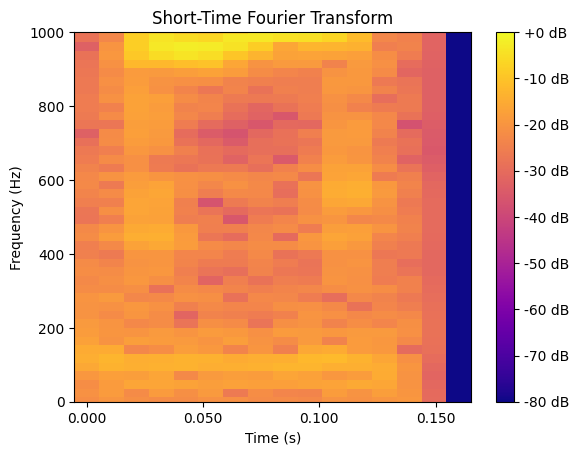 Short-Time Fourier Transform
1000
800
600
400
200
0
Frequency (Hz)
0.000
0.050
0.100
0.150
Time (s)
+0 dB
-10 dB
-20 dB
-30 dB
-40 dB
-50 dB
-60 dB
-70 dB
-80 dB